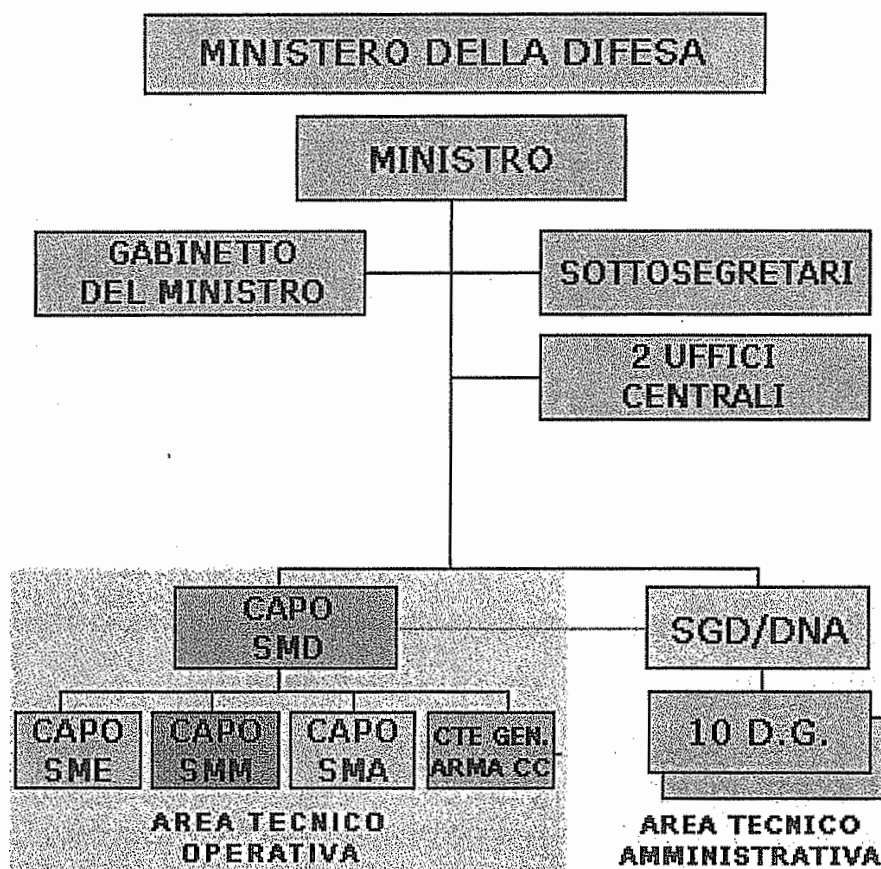 MINISTERO DELLA DIFESA
MINISTRO
GABINETTO
DEL MINISTRO
SOTTOSEGRETARI
2 UFFICI
CENTRALI
CAPO
SMD
SGD/DNA
CAPO
SME
CAPO
SMM
CAPO
SMA
CTE GEN.
ARMA CC
10 D.G.
AREA TECNICO
OPERATIVA
AREA TECNICO
AMMINISTRATIVA